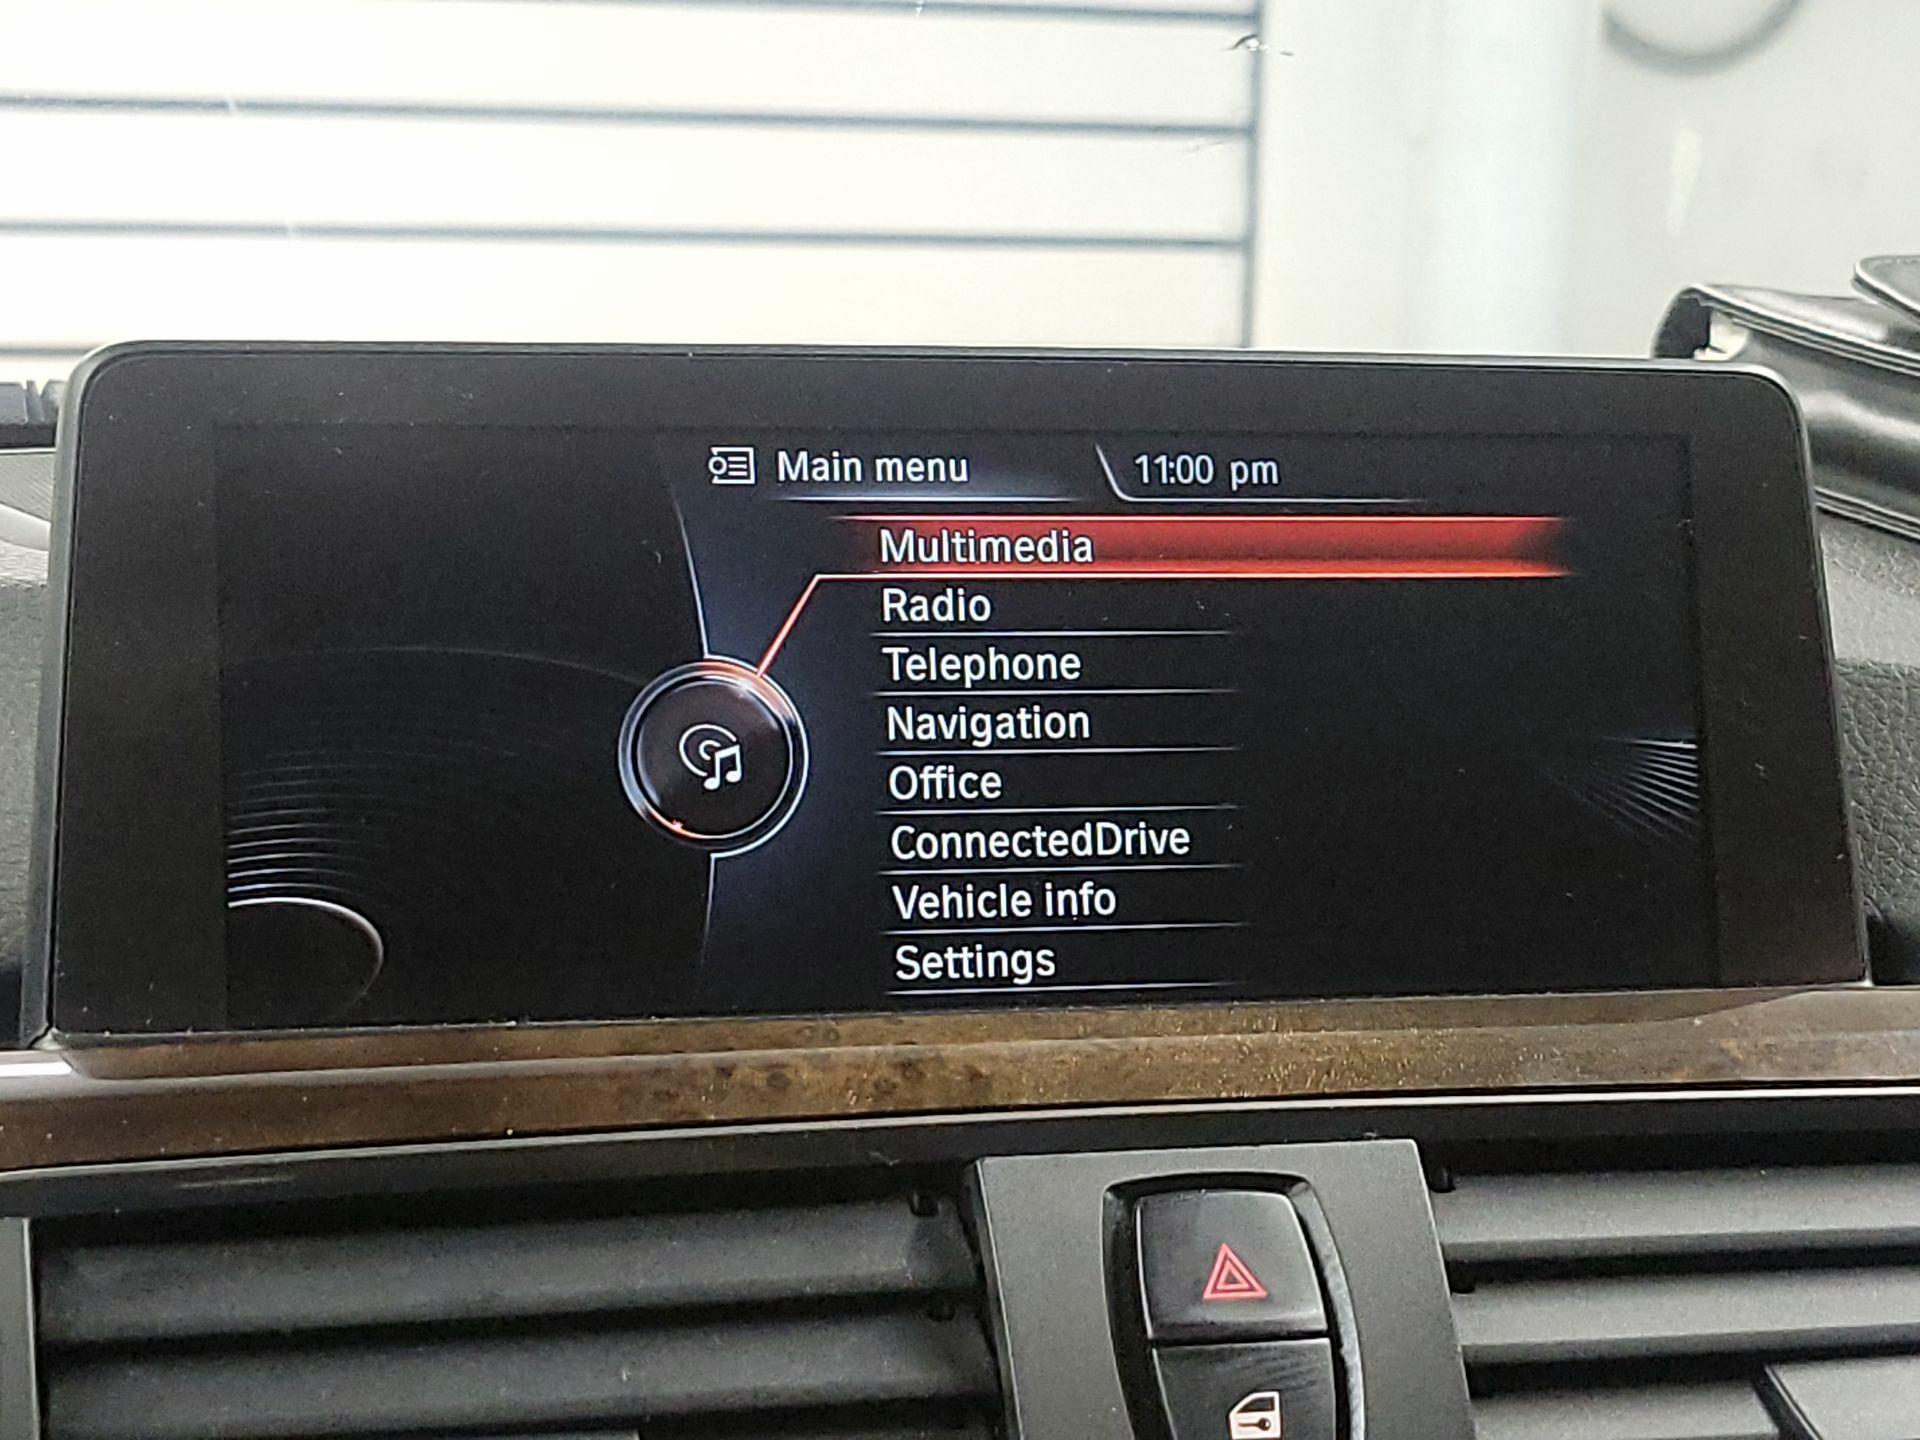 Main menu 11:00 pm
Multimedia
Radio
Telephone
Navigation
Office
ConnectedDrive
Vehicle info
Settings